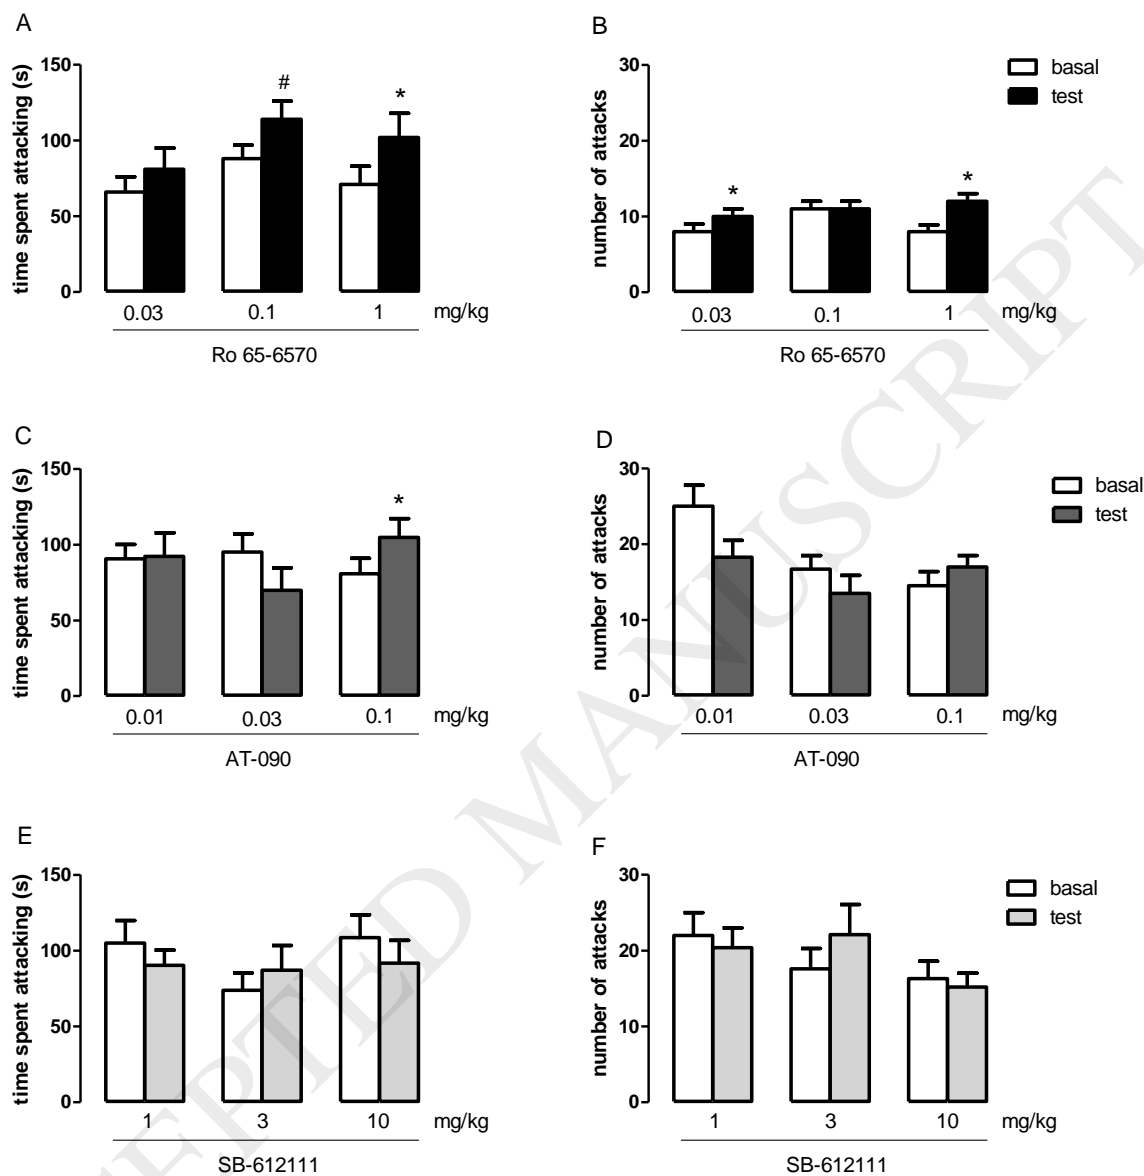 A
time spent attacking (s)
150
100
50
0
#
*
0.03 0.1 1 mg/kg
Ro 65-6570
B
number of attacks
30
20
10
0
*
*
basal
test
0.03 0.1 1 mg/kg
Ro 65-6570
C
time spent attacking (s)
150
100
50
0
*
0.01 0.03 0.1 mg/kg
AT-090
D
number of attacks
30
20
10
0
basal
test
0.01 0.03 0.1 mg/kg
AT-090
E
time spent attacking (s)
150
100
50
0
1 3 10 mg/kg
SB-612111
F
number of attacks
30
20
10
0
basal
test
1 3 10 mg/kg
SB-612111
EPTED MANUSCRIPT